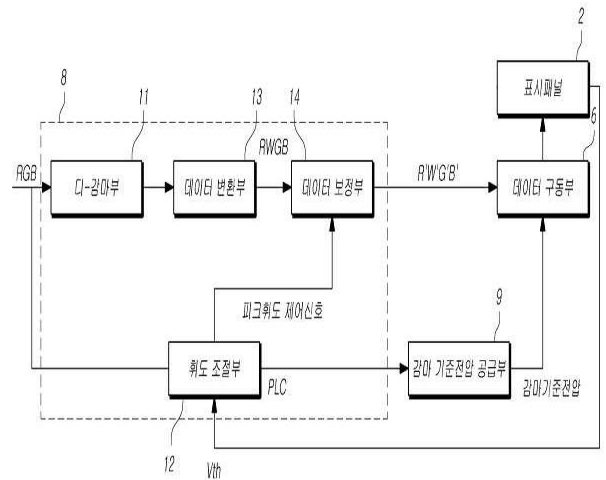 2
표시패널
8
11
13
14
6
RWGB
RGB
디-감마부
데이터 변환부
데이터 보정부
R'W'G'B'
데이터 구동부
피크휘도 제어신호
9
휘도 조절부
PLC
감마 기준전압 공급부
감마기준전압
12
Vth